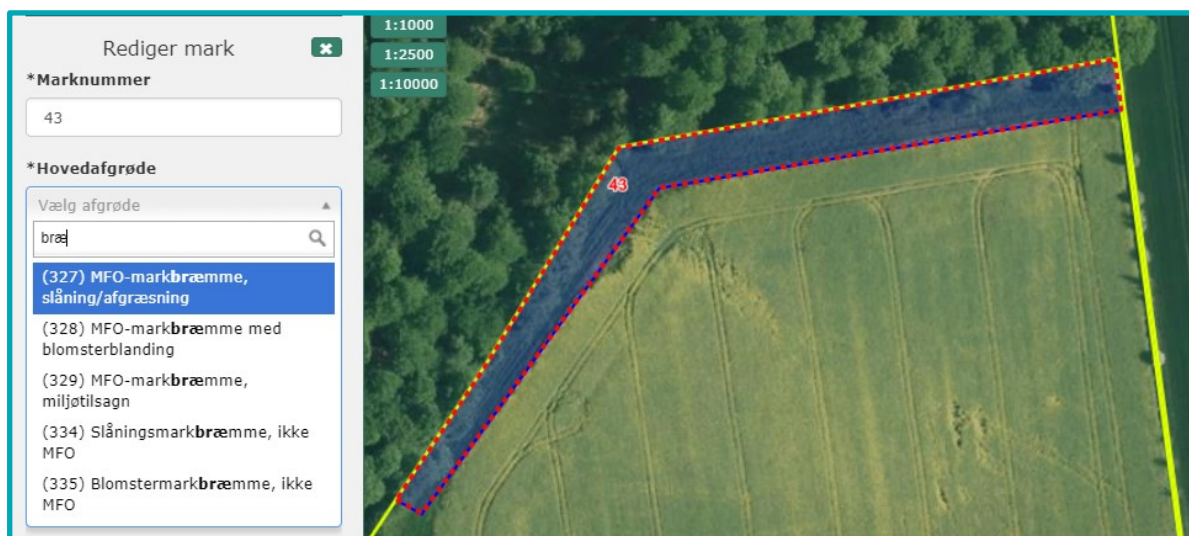 Rediger mark
*Marknummer
43
*Hovedafgrøde
Vælg afgrøde
bræ
(327) MFO-markbræmme,
slåning/afgræsning
(328) MFO-markbræmme med
blomsterblanding
(329) MFO-markbræmme,
miljøtilsagn
(334) Slåningsmarkbræmme, ikke
MFO
(335) Blomstermarkbræmme, ikke
MFO
1:1000
1:2500
1:10000
43